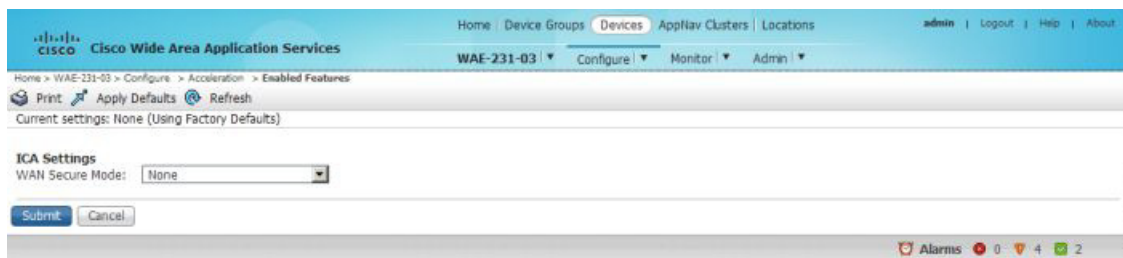 Home Device Groups Devices AppNav Clusters | Locations
admin | Logout | Help | About
CISCO Cisco Wide Area Application Services
WAE-231-03 Configure Monitor Admin
Home > WAE-231-03 > Configure > Acceleration > Enabled Features
Print Apply Defaults Refresh
Current settings: None (Using Factory Defaults)
ICA Settings
WAN Secure Mode: None
Submit Cancel
Alarms 0 4 2